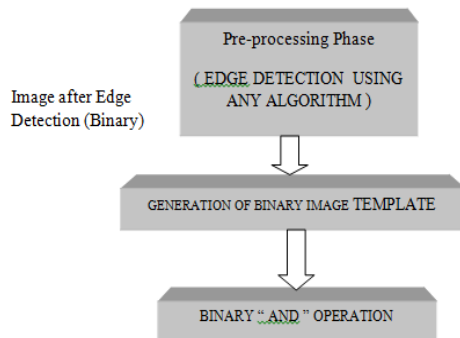 Pre-processing Phase
( EDGE DETECTION USING
ANY ALGORITHM )
Image after Edge
Detection (Binary)
GENERATION OF BINARY IMAGE TEMPLATE
BINARY “ AND ” OPERATION